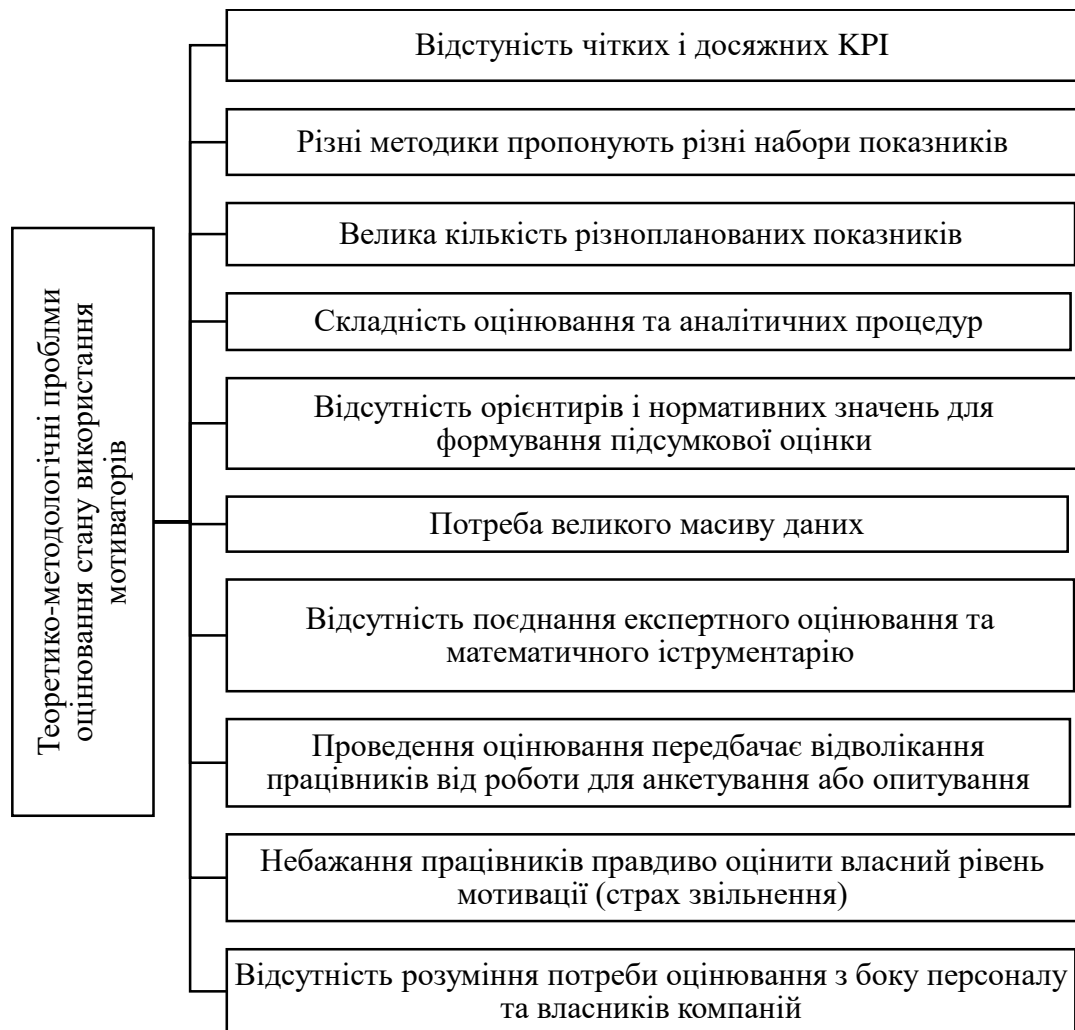 Теоретико-методологічні проблми
оцінювання стану використання
мотиваторів
Відстуність чітких і досяжних KPI
Різні методики пропонують різні набори показників
Велика кількість різнопланованих показників
Складність оцінювання та аналітичних процедур
Відсутність орієнтирів і нормативних значень для
формування підсумкової оцінки
Потреба великого масиву даних
Відсутність поєднання експертного оцінювання та
математичного іструментарію
Проведення оцінювання передбачає відволікання
працівників від роботи для анкетування або опитування
Небажання працівників правдиво оцінити власний рівень
мотивації (страх звільнення)
Відсутність розуміння потреби оцінювання з боку персоналу
та власників компаній